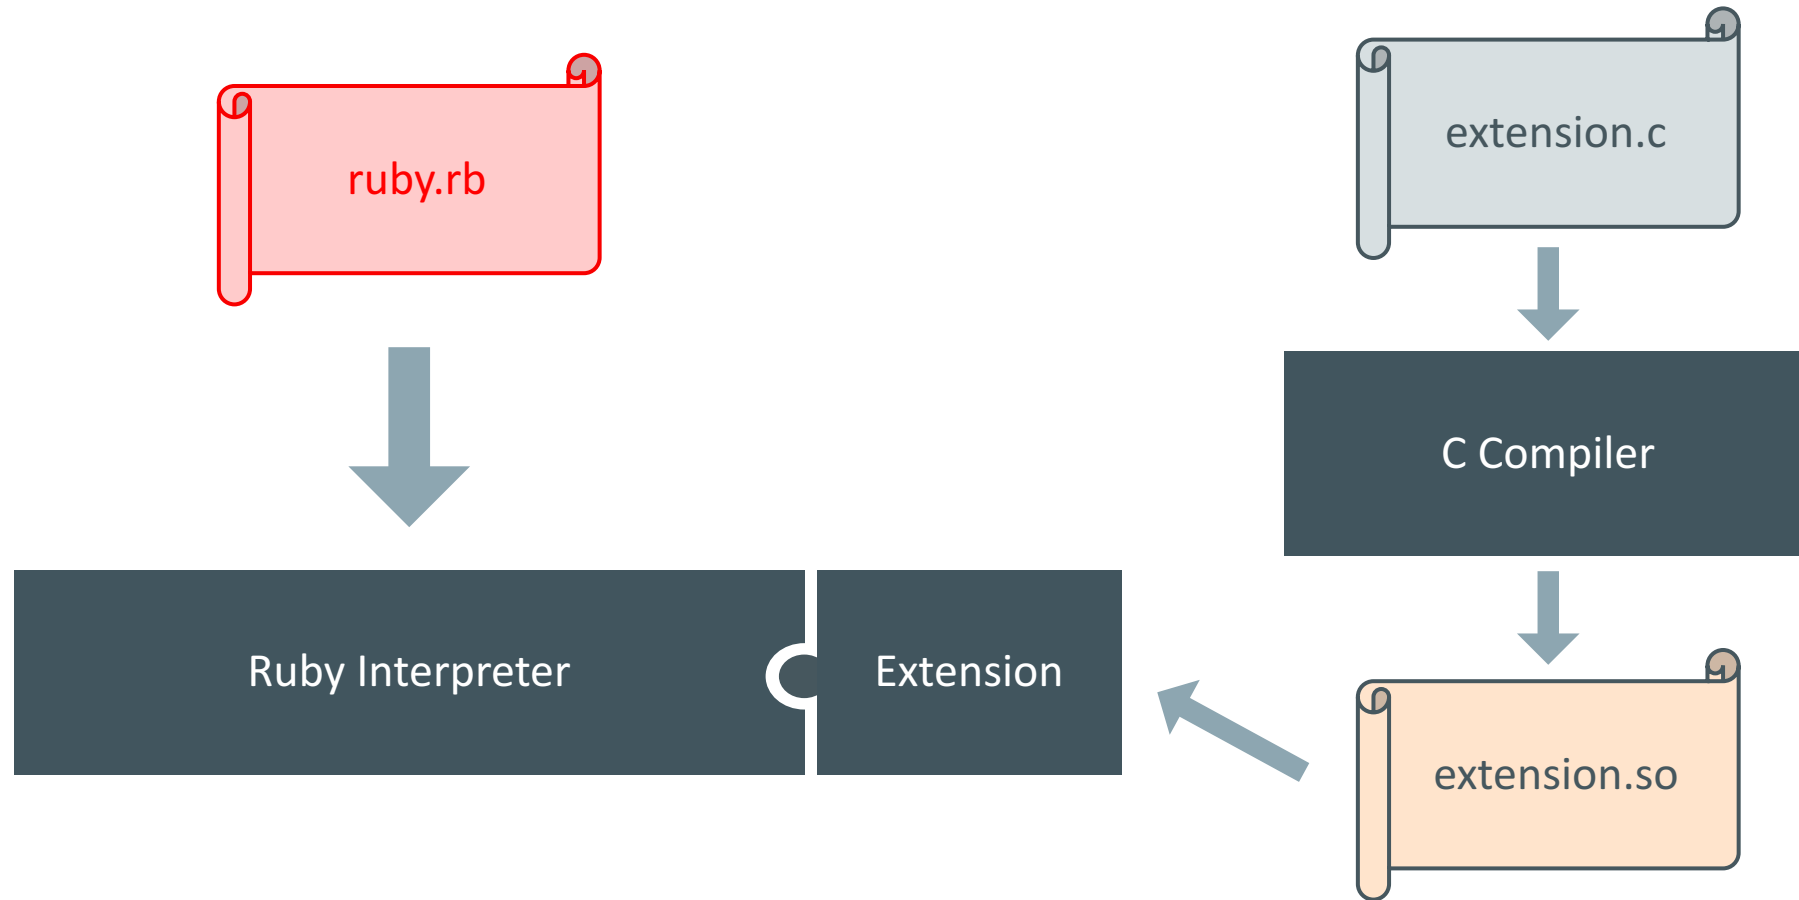 ruby.rb
extension.c
C Compiler
Ruby Interpreter
Extension
extension.so